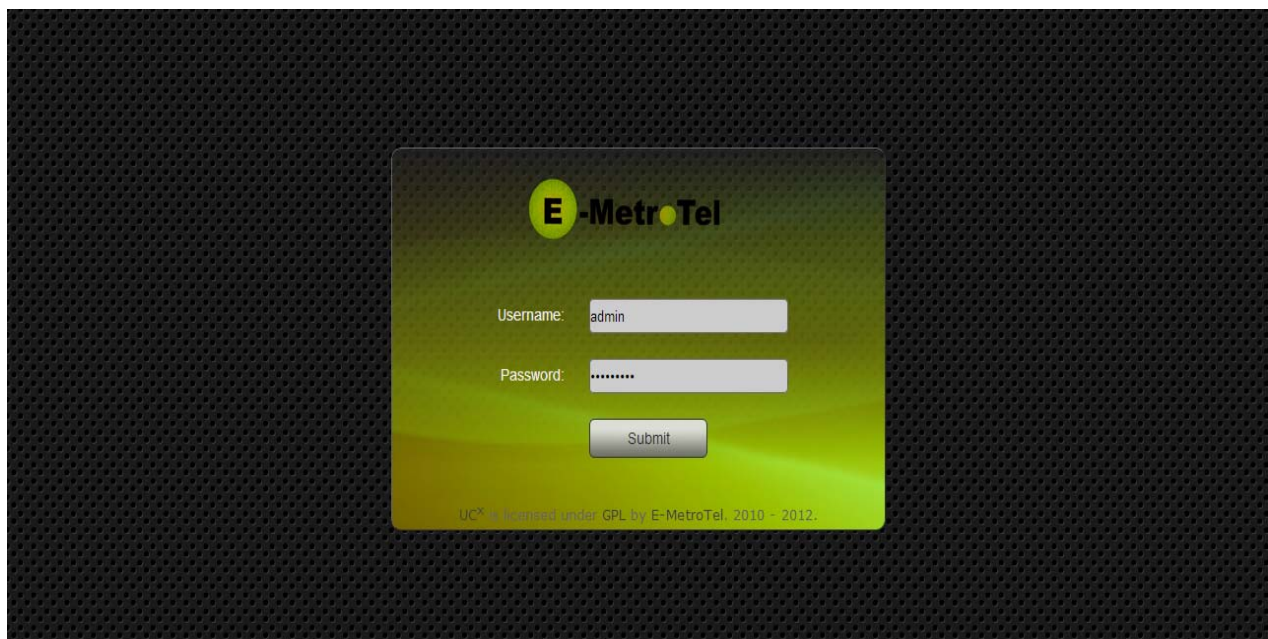 E-MetroTel
Username: admin
Password: •••••••••
Submit
UCX is licensed under GPL by E-MetroTel. 2010 - 2012.